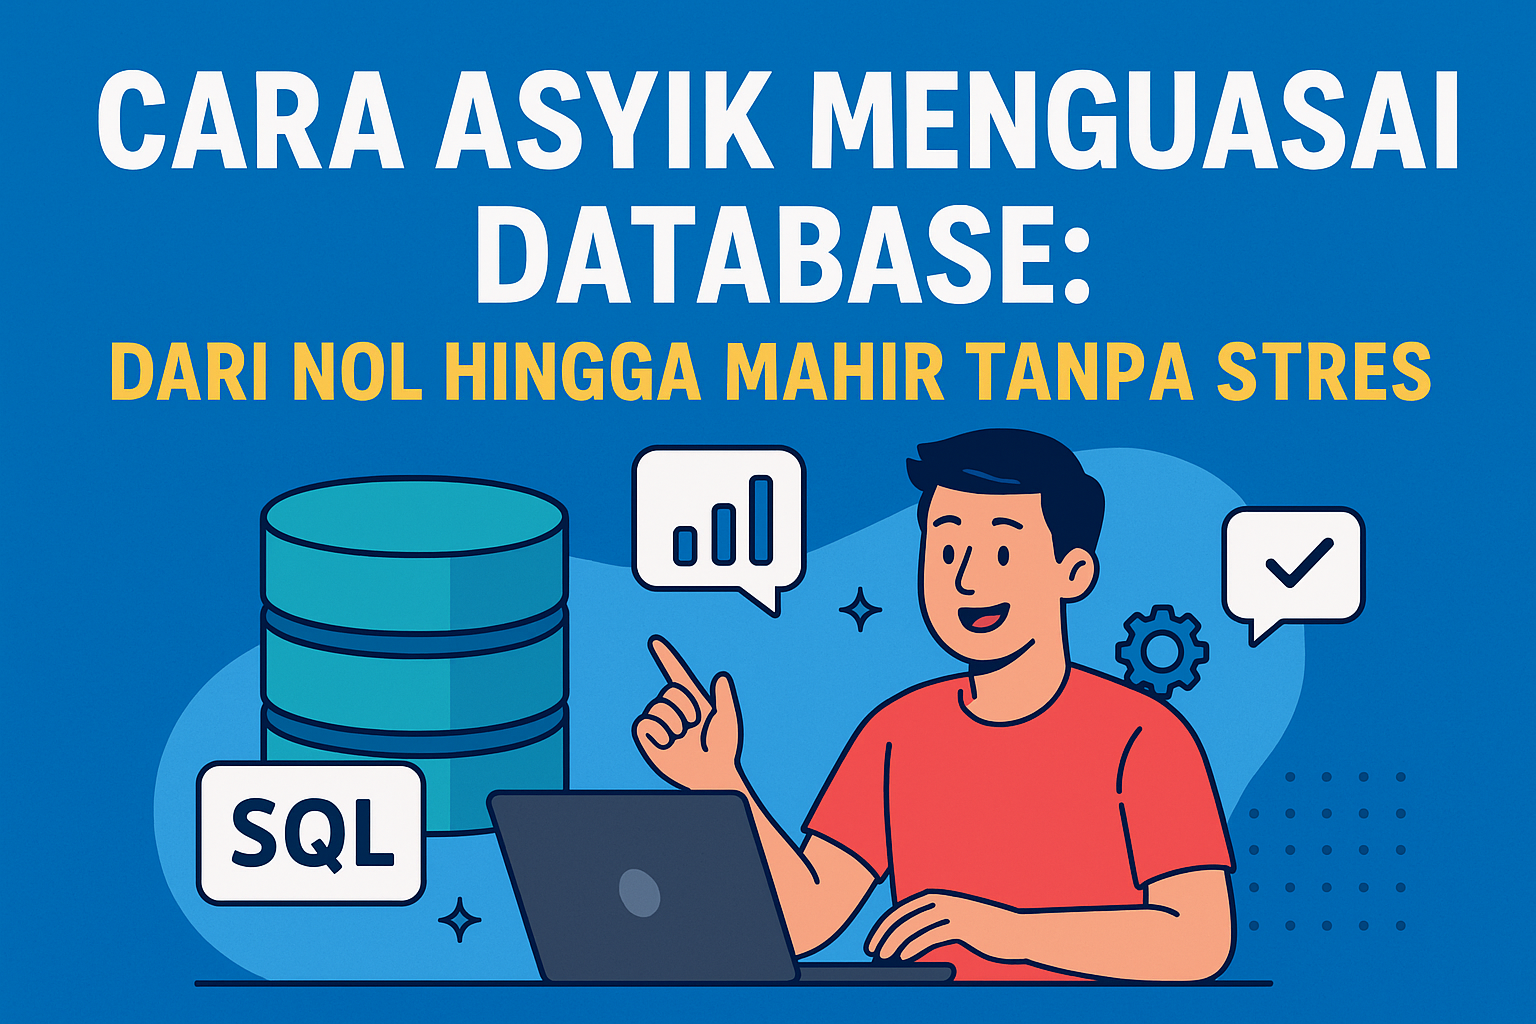 CARA ASYIK MENGUASAI
DATABASE:
DARI NOL HINGGA MAHIR TANPA STRES
SQL